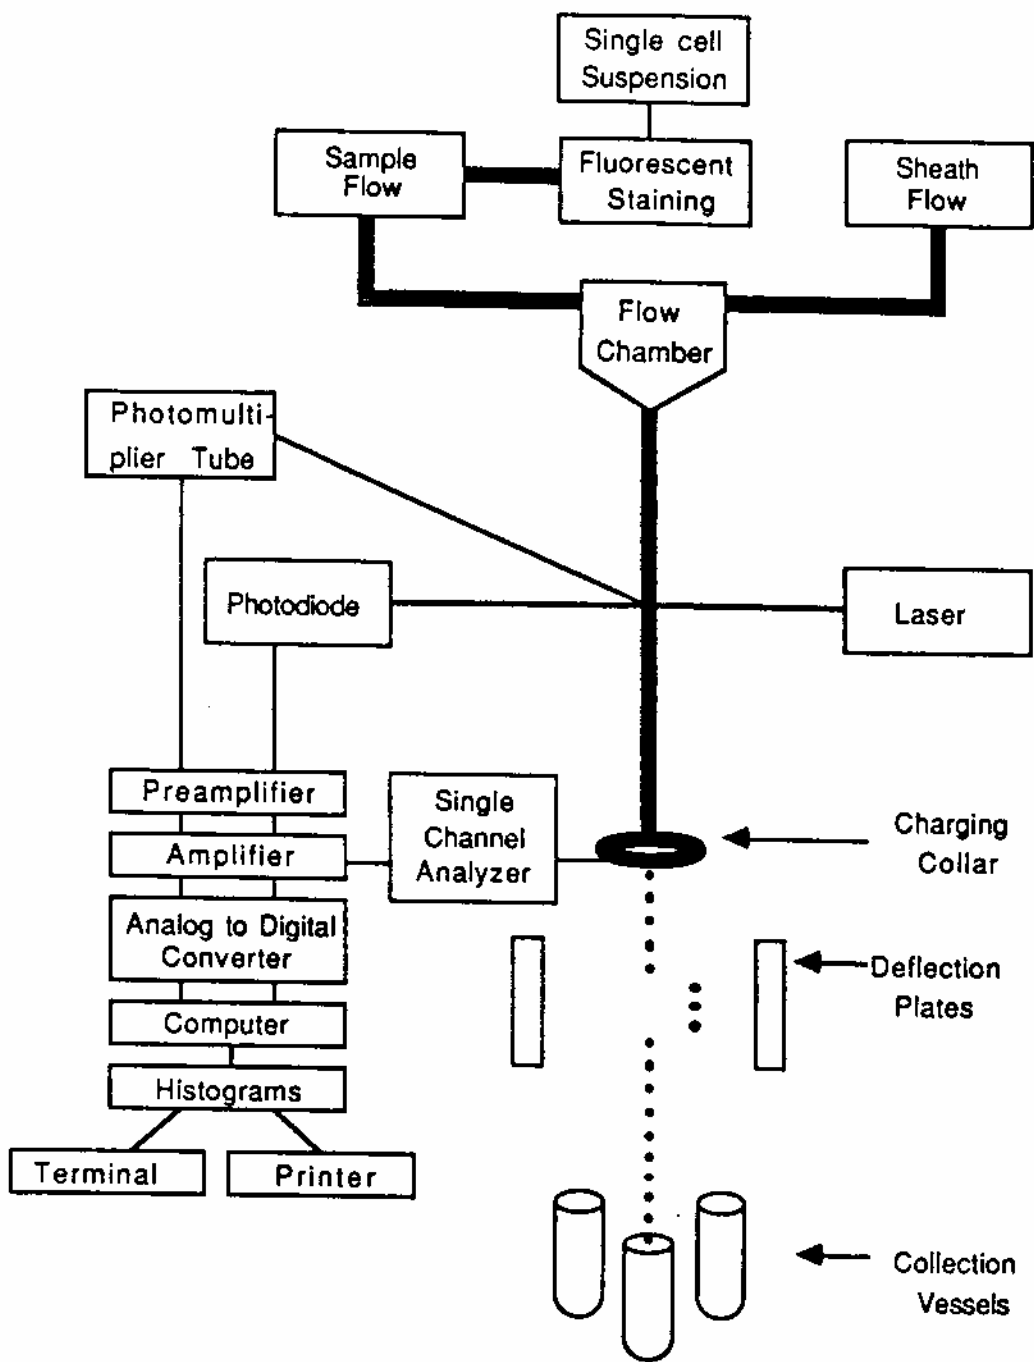 Single cell
Suspension
Sample
Flow
Fluorescent
Staining
Sheath
Flow
Flow
Chamber
Photomulti-
plier Tube
Photodiode
Laser
Preamplifier
Single
Channel
Analyzer
Charging
Collar
Amplifier
Analog to Digital
Converter
Deflection
Plates
Computer
Histograms
Terminal
Printer
Collection
Vessels